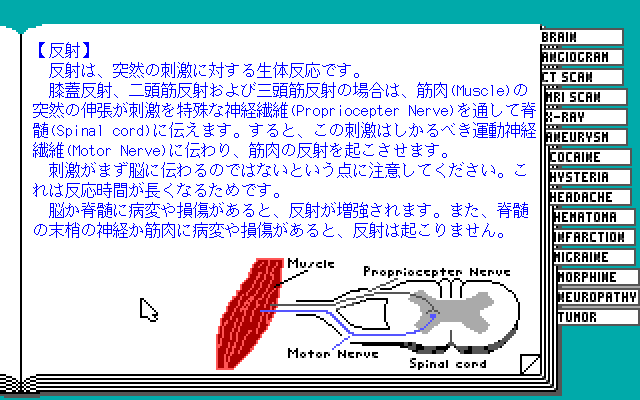 【反射】
反射は、突然の刺激に対する生体反応です。
膝蓋反射、二頭筋反射および三頭筋反射の場合は、筋肉(Muscle)の
突然の伸張が刺激を特殊な神経繊維(Propriocepter Nerve)を通して脊
髄(Spinal cord)に伝えます。すると、この刺激はしかるべき運動神経
繊維(Motor Nerve)に伝わり、筋肉の反射を起こさせます。
刺激がまず脳に伝わるのではないという点に注意してください。こ
れは反応時間が長くなるためです。
脳か脊髄に病変や損傷があると、反射が増強されます。また、脊髄
の末梢の神経か筋肉に病変や損傷があると、反射は起こりません。
Muscle
Propriocepter Nerve
Motor Nerve
Spinal cord
BRAIN
ANGIOGRAM
CT SCAN
MRI SCAN
X-RAY
ANEURYSM
COCAINE
HYSTERIA
HEADACHE
HEMATOMA
INFARCTION
MIGRAINE
MORPHINE
NEUROPATHY
TUMOR